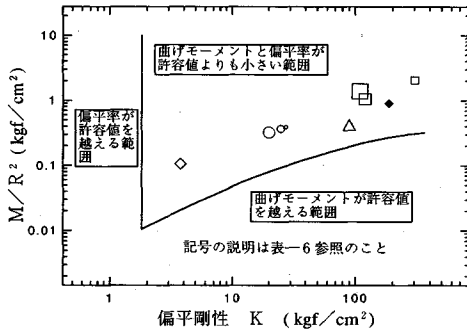 M/R² (kgf/cm²)
10
1
0.1
0.01
曲げモーメントと偏平率が
許容値よりも小さい範囲
偏平率が
許容値を
越える範
囲
曲げモーメントが許容値
を越える範囲
記号の説明は表—6参照のこと
1
10
100
偏平剛性 K (kgf/cm²)